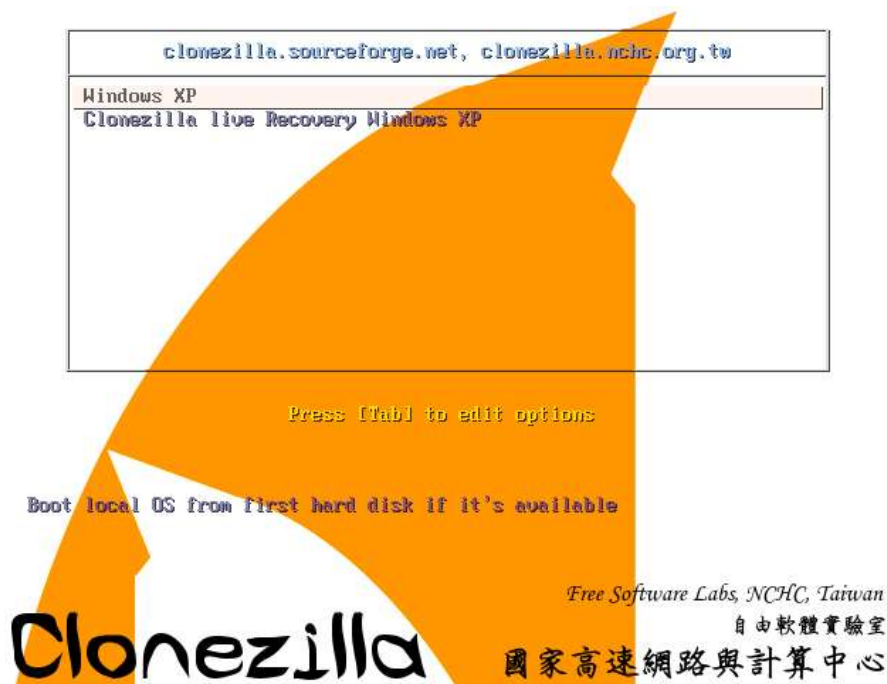 clonezilla.sourceforge.net, clonezilla.nchc.org.tw
Windows XP
Clonezilla live Recovery Windows XP
Press [Tab] to edit options
Boot local OS from first hard disk if it's available
Free Software Labs, NCHC, Taiwan
自由軟體實驗室
Clonezilla
國家高速網路與計算中心